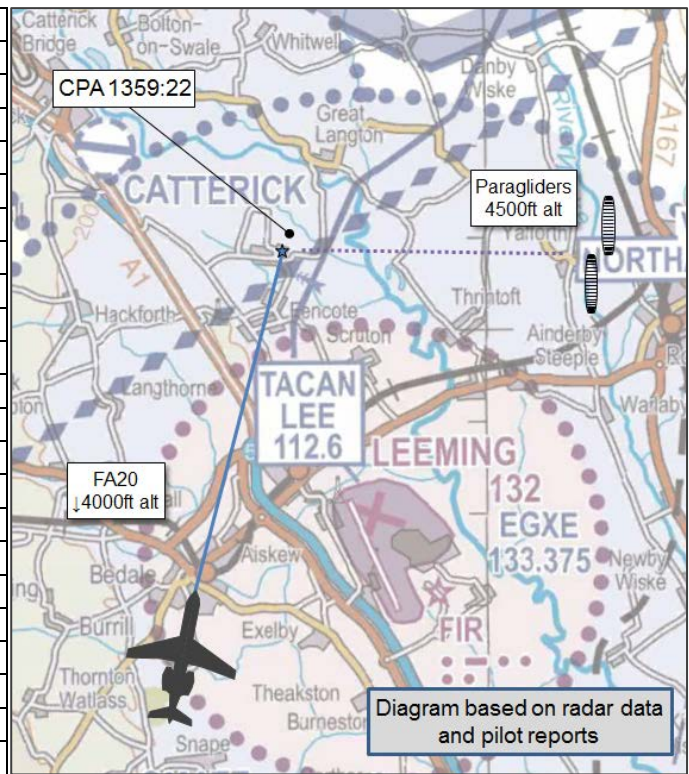 Catterick
Bridge
Bolton-
on-Swale
Whitwell
CPA 1359:22
Great
Langton
Danby
Wiske
A167
CATTERICK
Paragliders
4500ft alt
Yafforth
A1
NORTHA
Hackforth
Fencote
Scruton
Thrintoft
Ainderby
Steeple
Langthorne
TACAN
LEE
112.6
Warlaby
FA20
↓4000ft alt
LEEMING
132
EGXE
133.375
Aiskew
Bedale
Newby
Wiske
Burrill
Exelby
FIR
Thornton
Watlass
Theakston
Burneston
Snape
Diagram based on radar data
and pilot reports